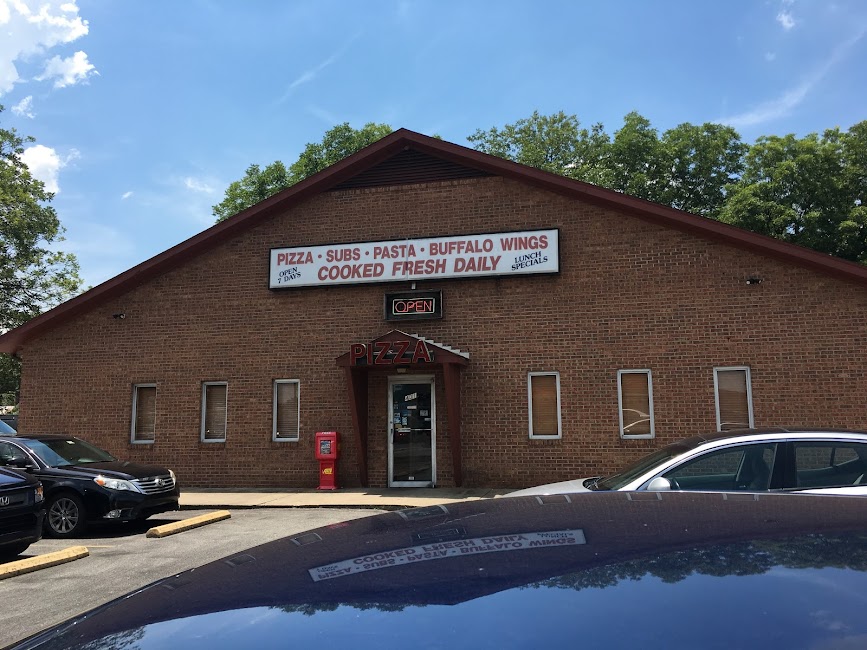 PIZZA · SUBS · PASTA · BUFFALO WINGS
OPEN
7 DAYS
COOKED FRESH DAILY
LUNCH
SPECIALS
OPEN
PIZZA